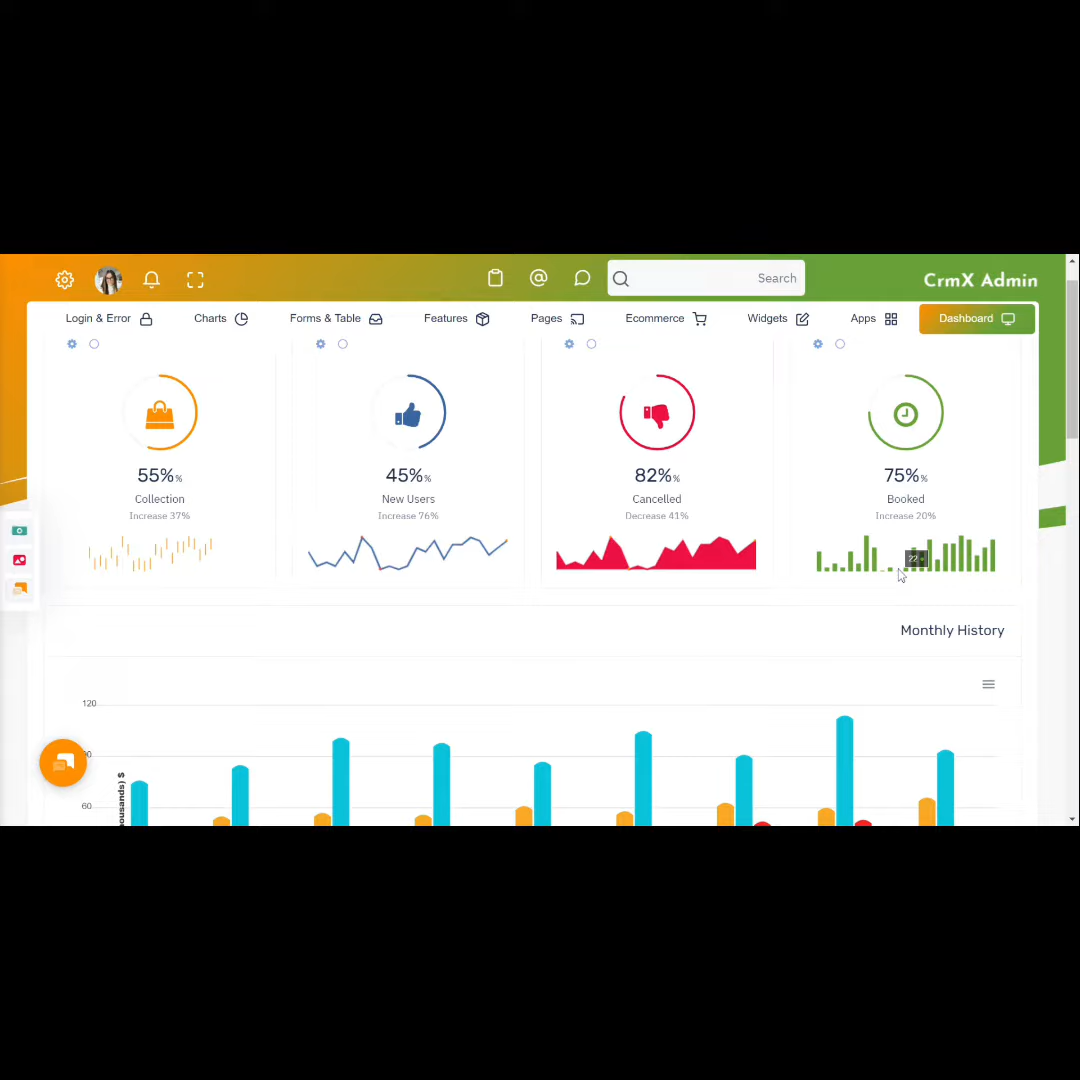 Search
CrmX Admin
Login & Error
Charts
Forms & Table
Features
Pages
Ecommerce
Widgets
Apps
Dashboard
55%%
Collection
Increase 37%
45%%
New Users
Increase 76%
82%%
Cancelled
Decrease 41%
75%%
Booked
Increase 20%
22
Monthly History
120
60